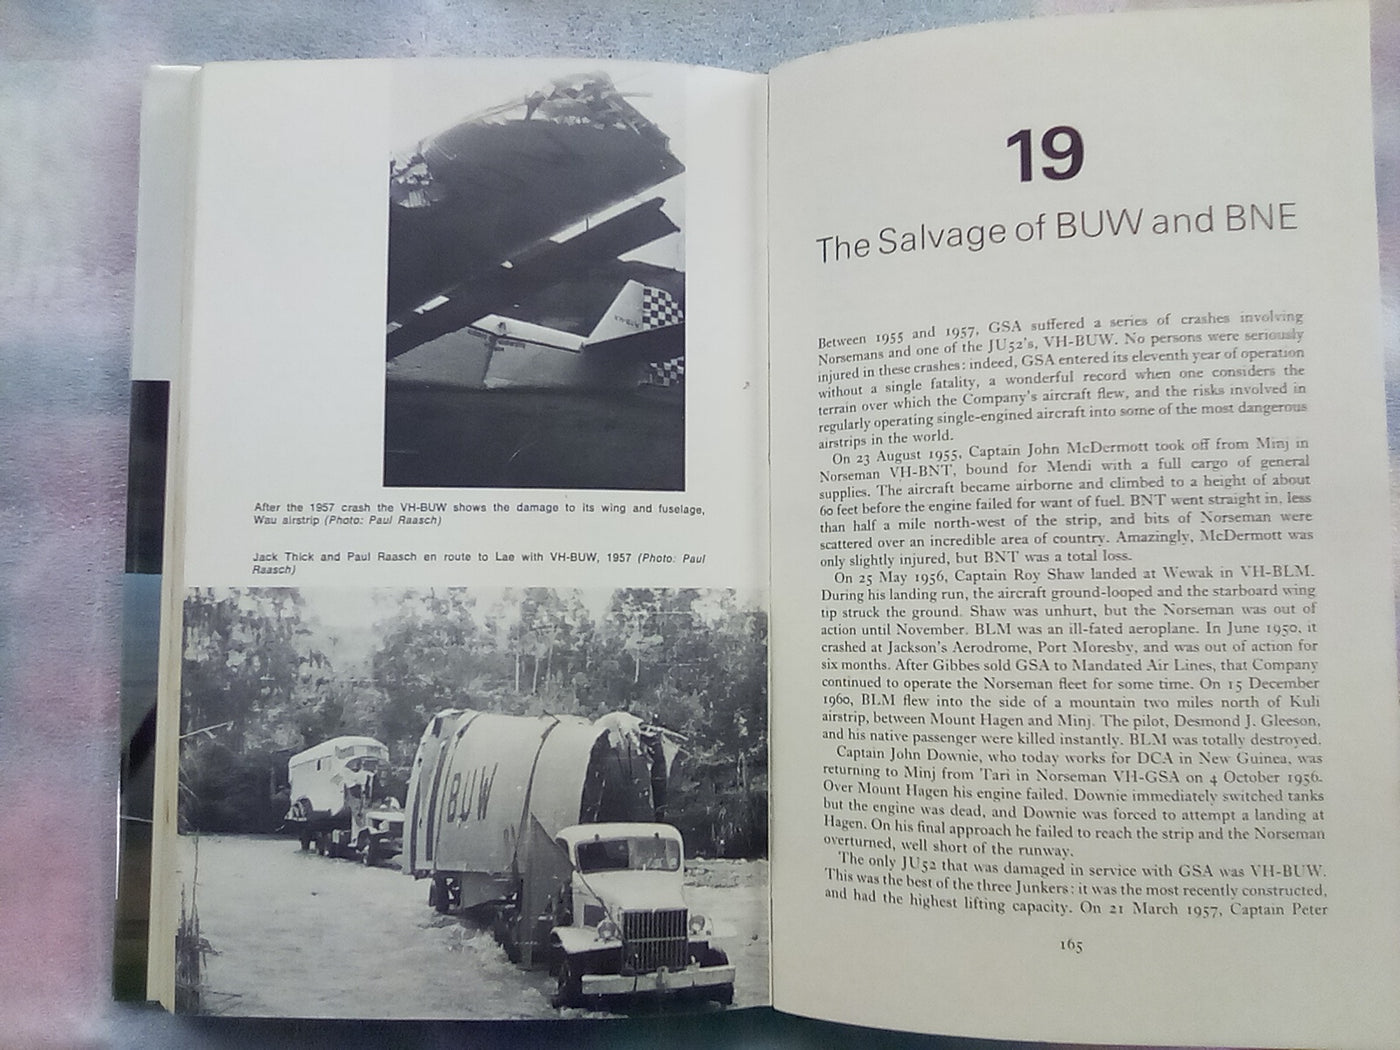 VH-BUW
After the 1957 crash the VH-BUW shows the damage to its wing and fuselage,
Wau airstrip (Photo: Paul Raasch)
Jack Thick and Paul Raasch en route to Lae with VH-BUW, 1957 (Photo: Paul
Raasch)
BUW
19
The Salvage of BUW and BNE
Between 1955 and 1957, GSA suffered a series of crashes involving
Norsemans and one of the JU52's, VH-BUW. No persons were seriously
injured in these crashes: indeed, GSA entered its eleventh year of operation
without a single fatality, a wonderful record when one considers the
terrain over which the Company's aircraft flew, and the risks involved in
regularly operating single-engined aircraft into some of the most dangerous
airstrips in the world.
On 23 August 1955, Captain John McDermott took off from Minj in
Norseman VH-BNT, bound for Mendi with a full cargo of general
supplies. The aircraft became airborne and climbed to a height of about
60 feet before the engine failed for want of fuel. BNT went straight in, less
than half a mile north-west of the strip, and bits of Norseman were
scattered over an incredible area of country. Amazingly, McDermott was
only slightly injured, but BNT was a total loss.
On 25 May 1956, Captain Roy Shaw landed at Wewak in VH-BLM.
During his landing run, the aircraft ground-looped and the starboard wing
tip struck the ground. Shaw was unhurt, but the Norseman was out of
action until November. BLM was an ill-fated aeroplane. In June 1950, it
crashed at Jackson's Aerodrome, Port Moresby, and was out of action for
six months. After Gibbes sold GSA to Mandated Air Lines, that Company
continued to operate the Norseman fleet for some time. On 15 December
1960, BLM flew into the side of a mountain two miles north of Kuli
airstrip, between Mount Hagen and Minj. The pilot, Desmond J. Gleeson,
and his native passenger were killed instantly. BLM was totally destroyed.
Captain John Downie, who today works for DCA in New Guinea, was
returning to Minj from Tari in Norseman VH-GSA on 4 October 1956.
Over Mount Hagen his engine failed. Downie immediately switched tanks
but the engine was dead, and Downie was forced to attempt a landing at
Hagen. On his final approach he failed to reach the strip and the Norseman
overturned, well short of the runway.
The only JU52 that was damaged in service with GSA was VH-BUW.
This was the best of the three Junkers: it was the most recently constructed,
and had the highest lifting capacity. On 21 March 1957, Captain Peter
165